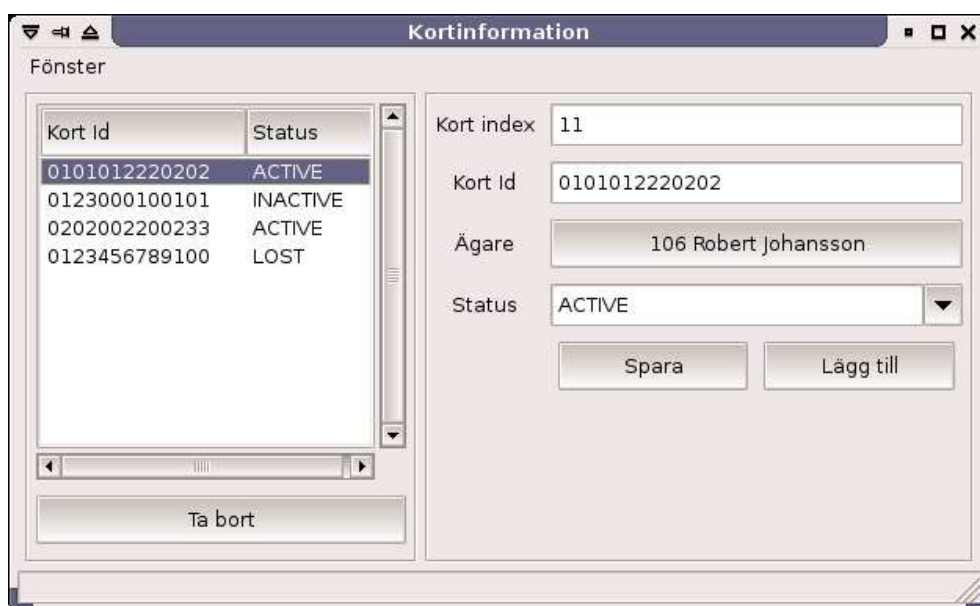 Kortinformation
Fönster
Kort Id Status
0101012220202 ACTIVE
0123000100101 INACTIVE
0202002200233 ACTIVE
0123456789100 LOST
Ta bort
Kort index 11
Kort Id 0101012220202
Ägare 106 Robert Johansson
Status ACTIVE
Spara Lägg till